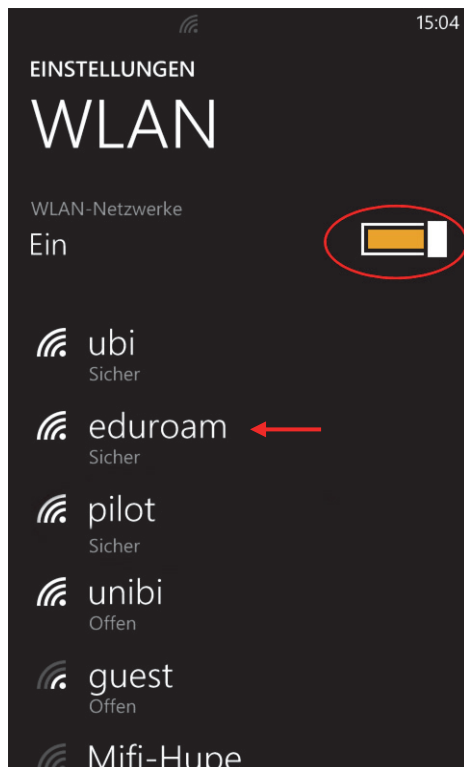 15:04
EINSTELLUNGEN
WLAN
WLAN-Netzwerke
Ein
ubi
Sicher
eduroam
Sicher
pilot
Sicher
unibi
Offen
guest
Offen
Mifi-Hupe